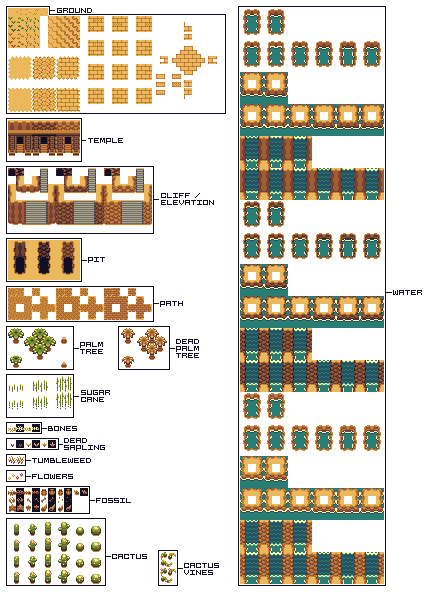 GROUND
TEMPLE
CLIFF /
ELEVATION
PIT
WATER
PATH
PALM
TREE
DEAD
PALM
TREE
SUGAR
CANE
BONES
DEAD
SAPLING
TUMBLEWEED
FLOWERS
FOSSIL
CACTUS
CACTUS
VINES